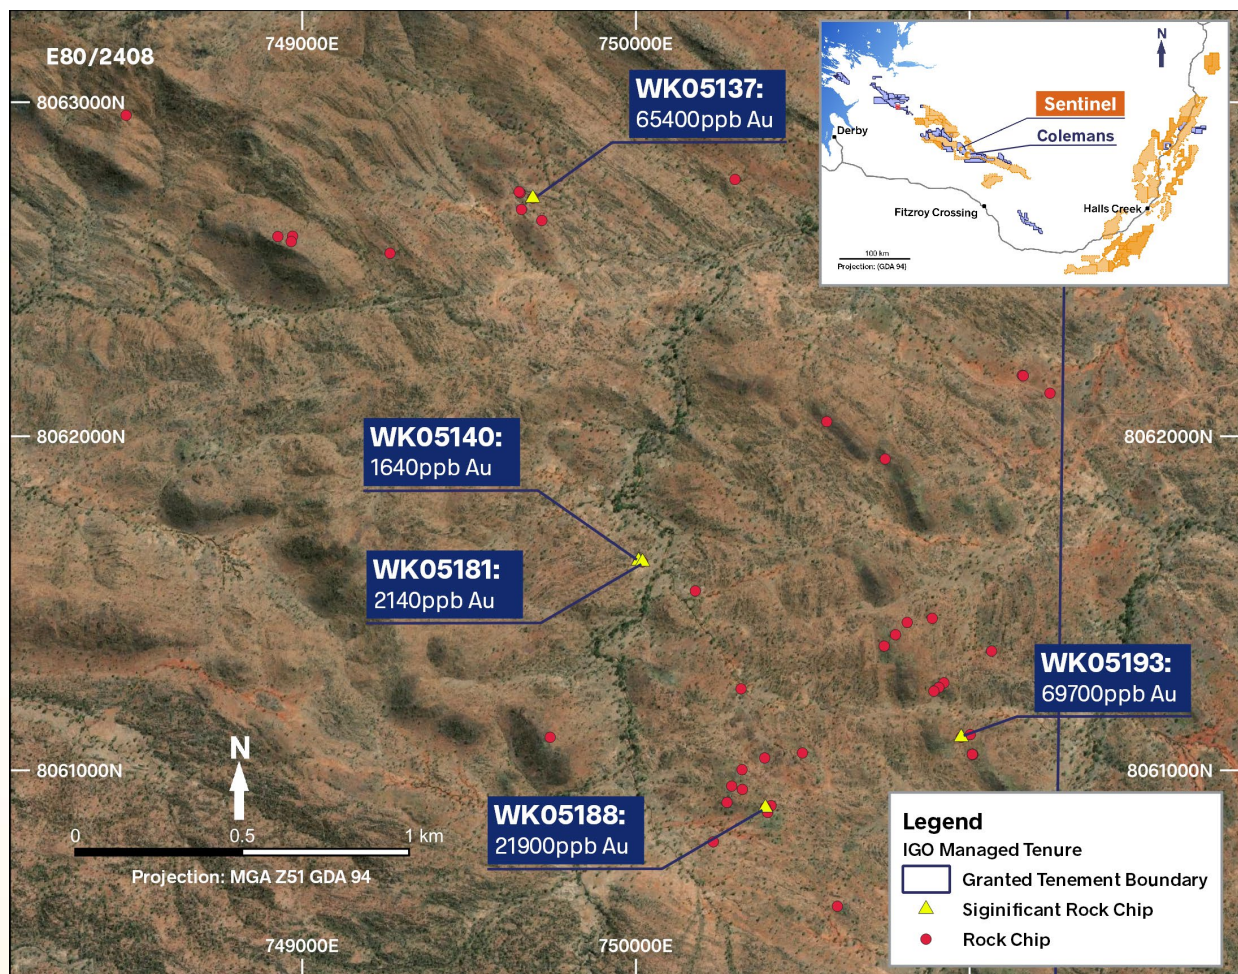 E80/2408
749000E
750000E
8063000N
WK05137:
65400ppb Au
N
Sentinel
Colemans
Derby
Fitzroy Crossing
Halls Creek
100 km
Projection: (GDA 94)
8062000N
8062000N
WK05140:
1640ppb Au
WK05181:
2140ppb Au
WK05193:
69700ppb Au
8061000N
8061000N
N
0
0.5
1 km
Projection: MGA Z51 GDA 94
WK05188:
21900ppb Au
749000E
750000E
Legend
IGO Managed Tenure
Granted Tenement Boundary
Siginificant Rock Chip
Rock Chip